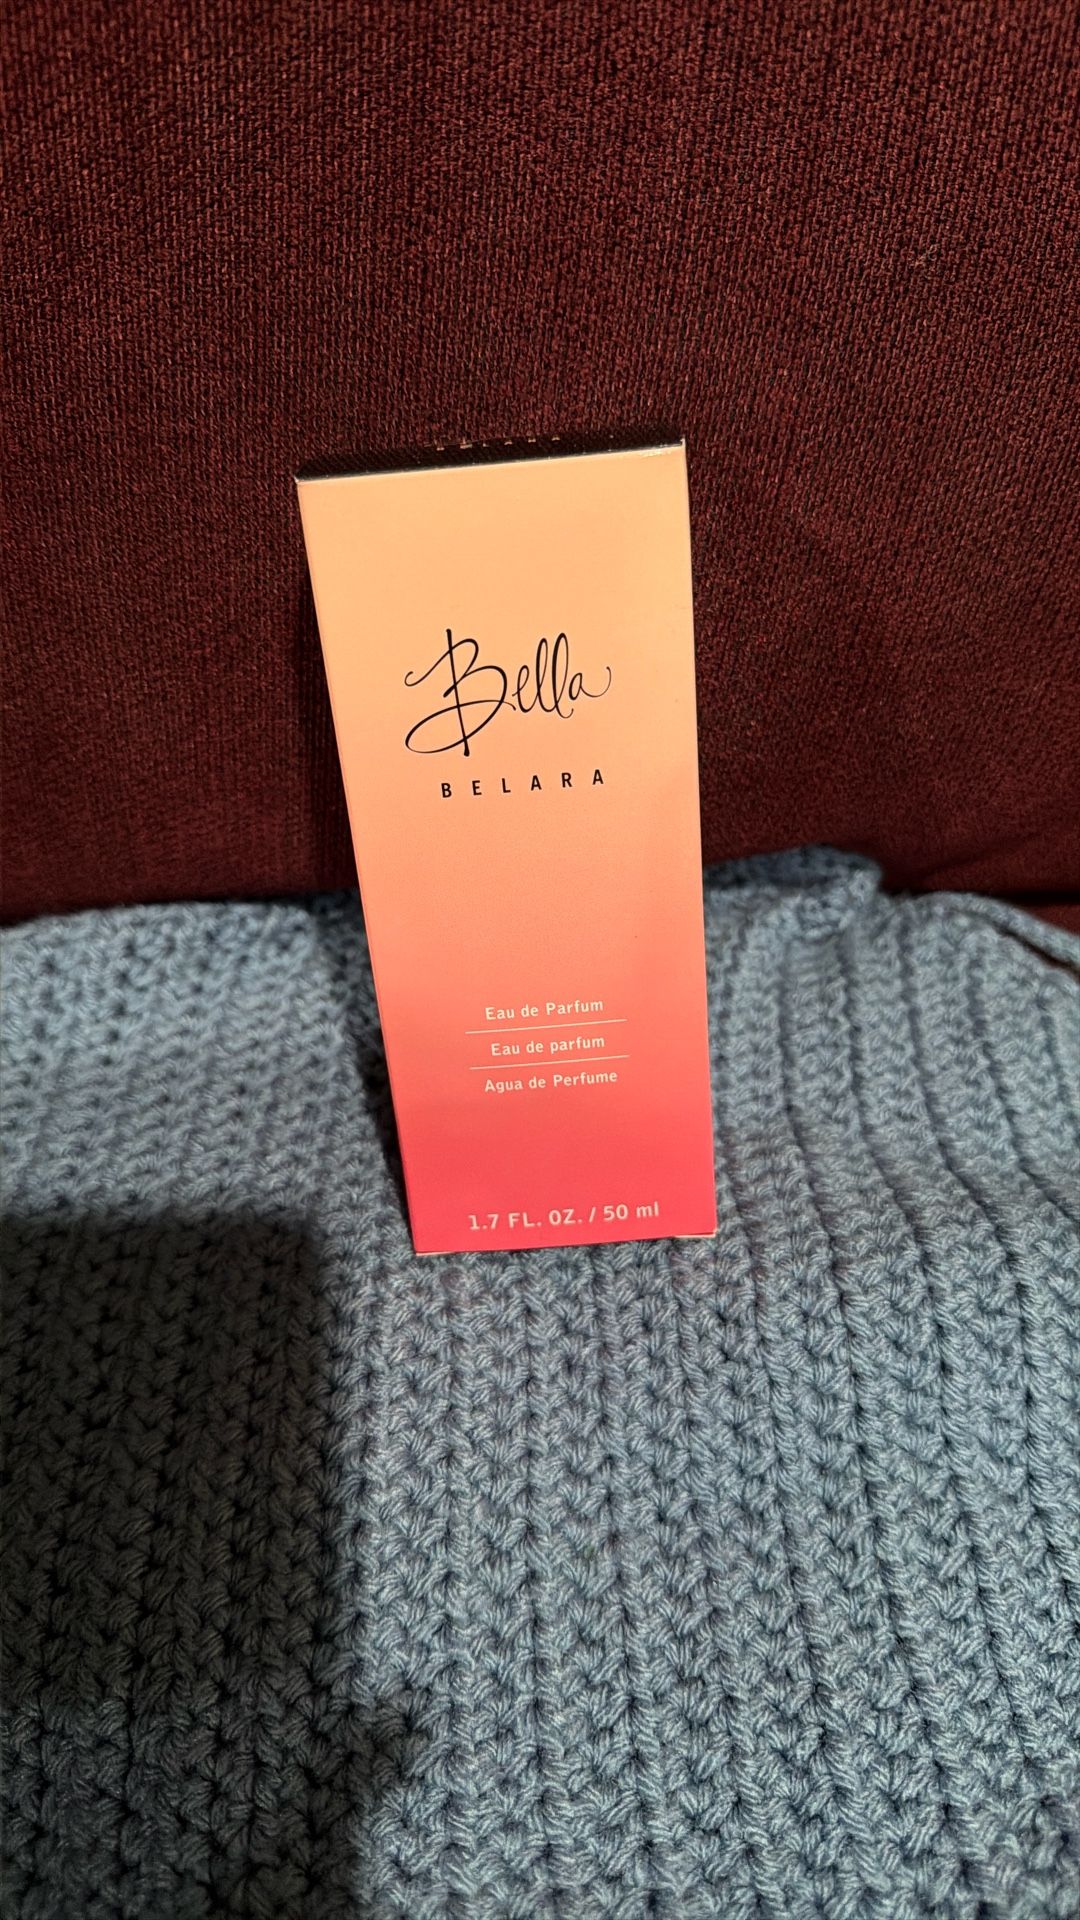 Bella
BELARA
Eau de Parfum
Eau de parfum
Agua de Perfume
1.7 FL. OZ. / 50 ml